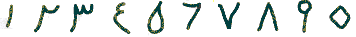 ١ ٢ ٣ ٤ ٥ ٦ ٧ ٨ ٩ ٥